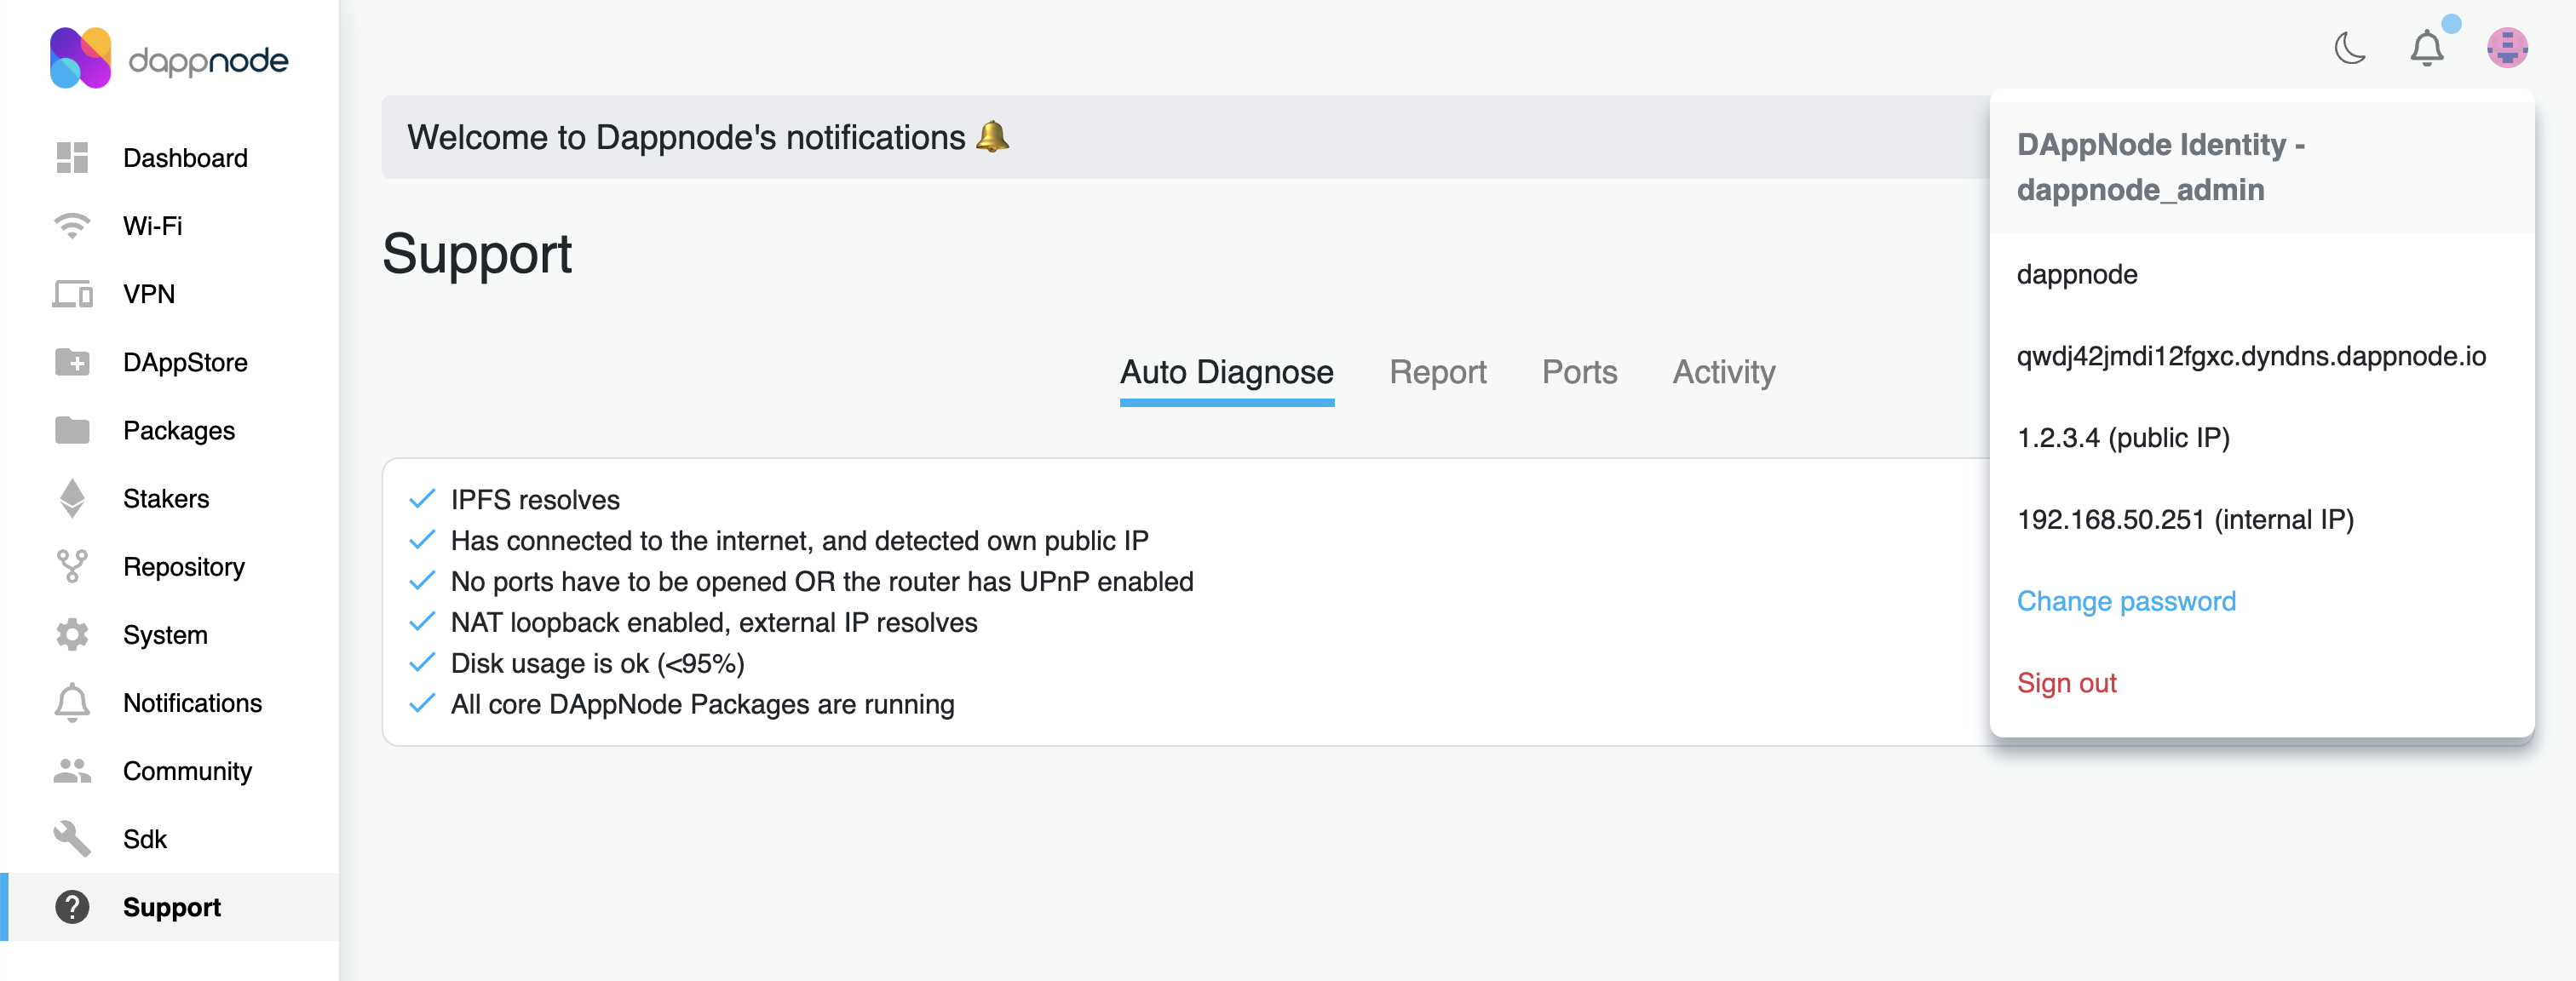 dappnode
Dashboard
Wi-Fi
VPN
DAppStore
Packages
Stakers
Repository
System
Notifications
Community
Sdk
Support
Welcome to Dappnode's notifications 🔔
Support
Auto Diagnose
Report
Ports
Activity
IPFS resolves
Has connected to the internet, and detected own public IP
No ports have to be opened OR the router has UPnP enabled
NAT loopback enabled, external IP resolves
Disk usage is ok (<95%)
All core DAppNode Packages are running
DAppNode Identity -
dappnode_admin
dappnode
qwdj42jmdi12fgxc.dyndns.dappnode.io
1.2.3.4 (public IP)
192.168.50.251 (internal IP)
Change password
Sign out